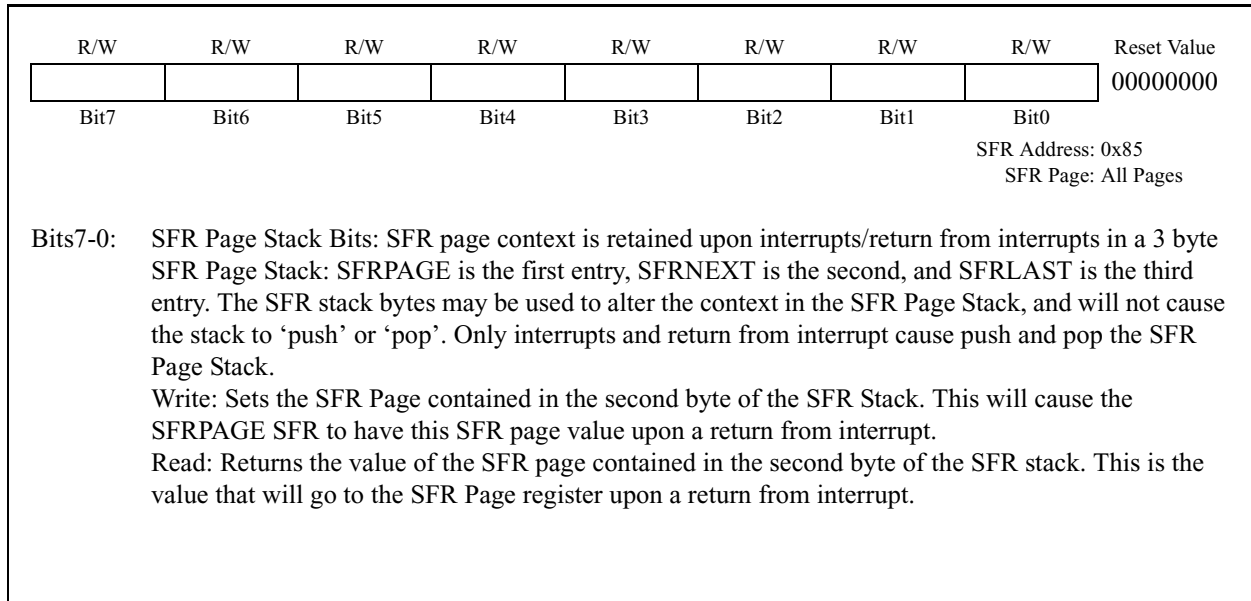 R/W R/W R/W R/W R/W R/W R/W R/W Reset Value
00000000
Bit7 Bit6 Bit5 Bit4 Bit3 Bit2 Bit1 Bit0
SFR Address: 0x85
SFR Page: All Pages
Bits7-0: SFR Page Stack Bits: SFR page context is retained upon interrupts/return from interrupts in a 3 byte
SFR Page Stack: SFRPAGE is the first entry, SFRNEXT is the second, and SFRLAST is the third
entry. The SFR stack bytes may be used to alter the context in the SFR Page Stack, and will not cause
the stack to ‘push’ or ‘pop’. Only interrupts and return from interrupt cause push and pop the SFR
Page Stack.
Write: Sets the SFR Page contained in the second byte of the SFR Stack. This will cause the
SFRPAGE SFR to have this SFR page value upon a return from interrupt.
Read: Returns the value of the SFR page contained in the second byte of the SFR stack. This is the
value that will go to the SFR Page register upon a return from interrupt.